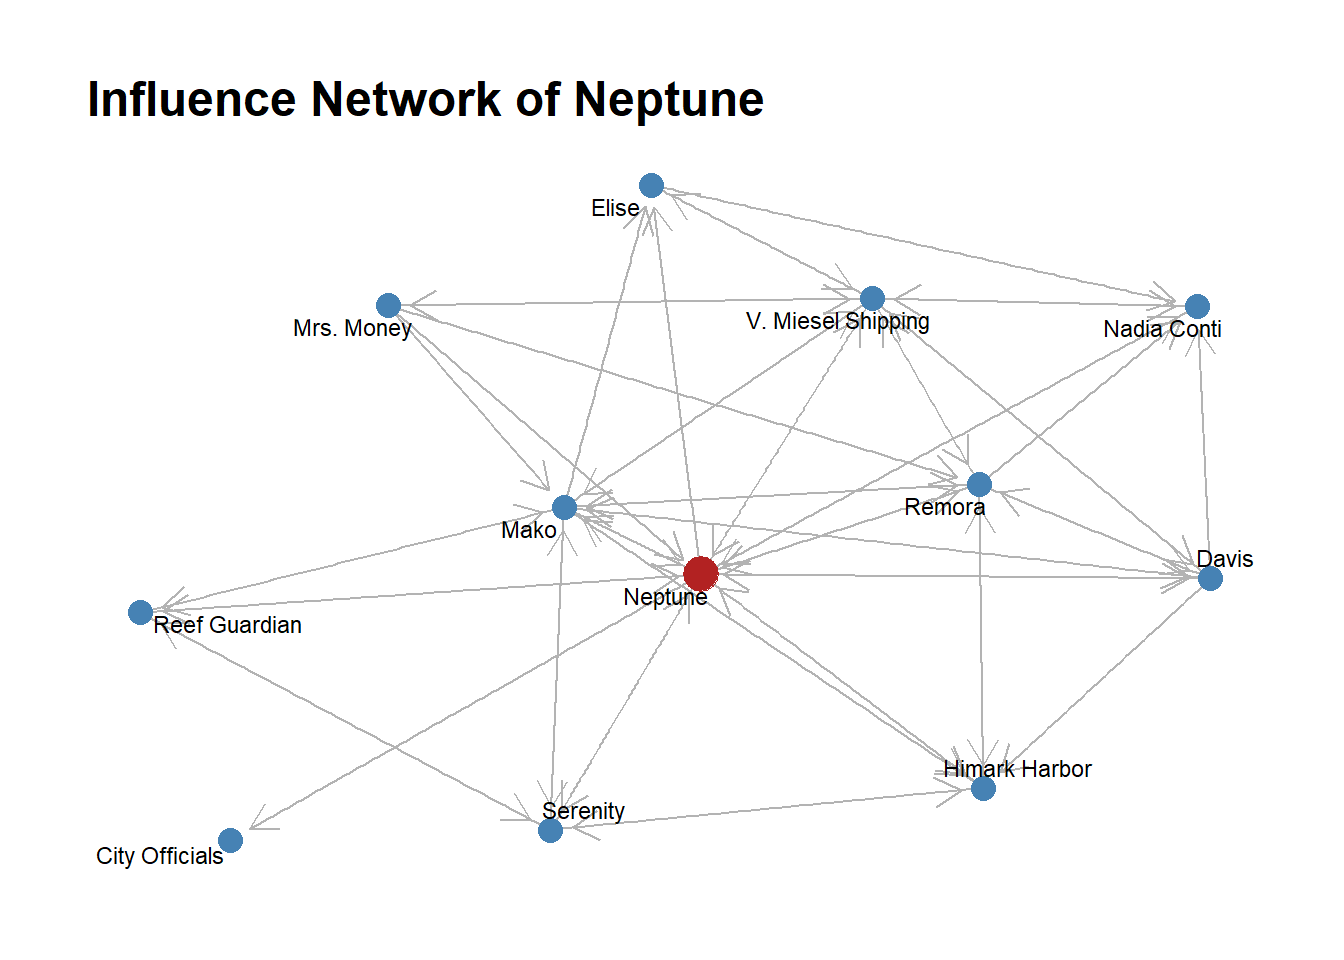 Influence Network of Neptune
Elise
Mrs. Money
V. Miesel Shipping
Nadia Conti
Mako
Remora
Davis
Neptune
Reef Guardian
Himark Harbor
Serenity
City Officials